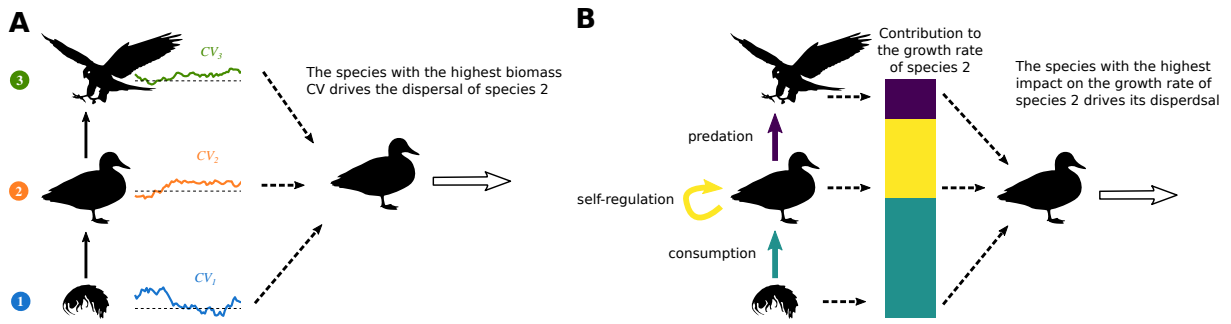 A
3
CV3
The species with the highest biomass
CV drives the dispersal of species 2
2
CV2
1
CV1
B
Contribution to
the growth rate
of species 2
The species with the highest
impact on the growth rate of
species 2 drives its disperdsal
predation
self-regulation
consumption